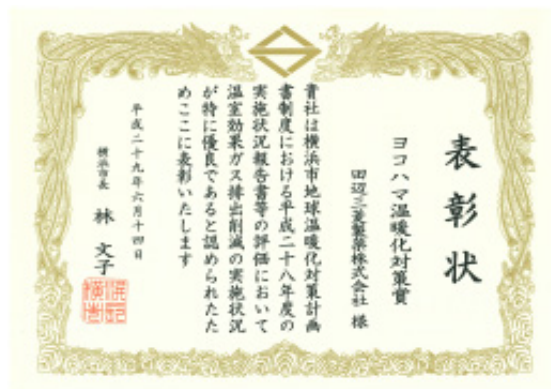 表彰状
ヨコハマ温暖化対策賞
田辺三菱製薬株式会社 様
貴社は横浜市地球温暖化対策計画
書制度における平成二十八年度の
実施状況報告書等の評価において
温室効果ガス排出削減の実施状況
が特に優良であると認められたた
めここに表彰いたします
平成二十九年六月十四日
横浜市長 林 文子